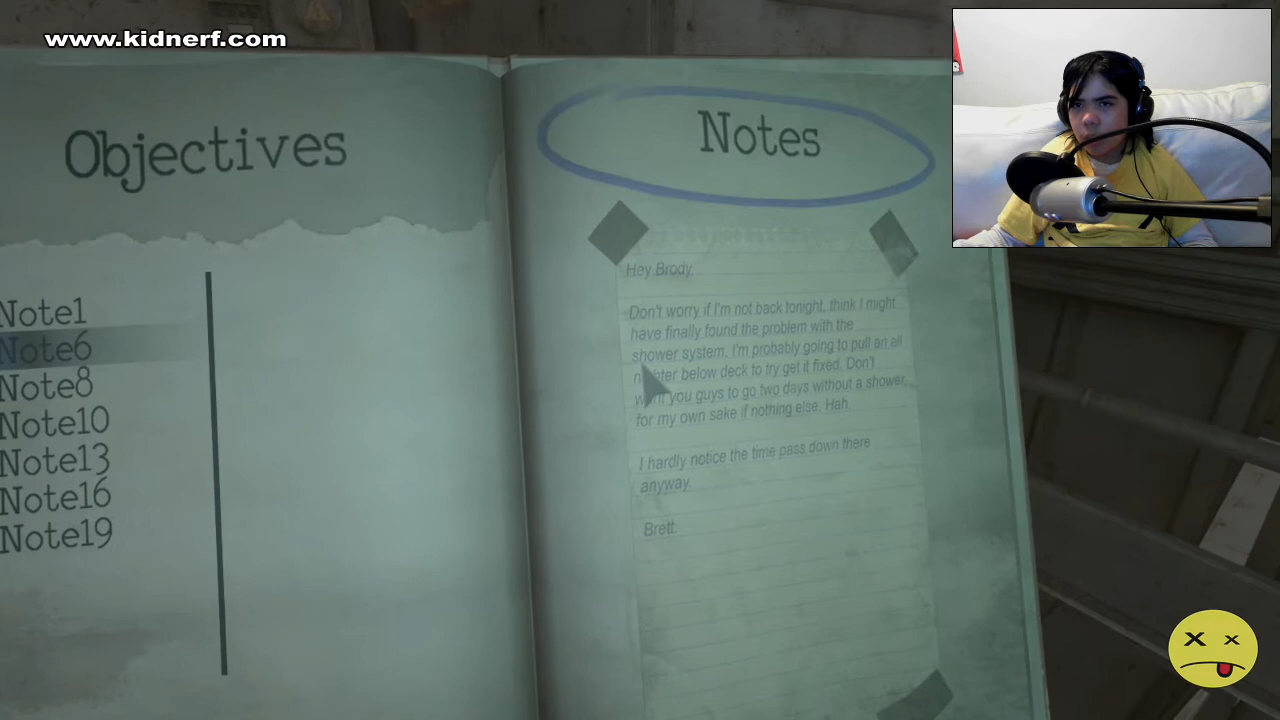 www.kidnerf.com
Objectives
Note1
Note6
Note8
Note10
Note13
Note16
Note19
Notes
Hey Brody,
Don't worry if I'm not back tonight, think I might
have finally found the problem with the
shower system. I'm probably going to pull an all
nighter below deck to try get it fixed. Don't
want you guys to go two days without a shower
for my own sake if nothing else. Hah
I hardly notice the time pass down there
anyway.
Brett.